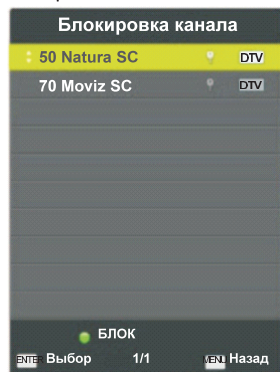 Блокировка канала
50 Natura SC DTV
70 Moviz SC DTV
БЛОК
ENTER Выбор 1/1 MENU Назад